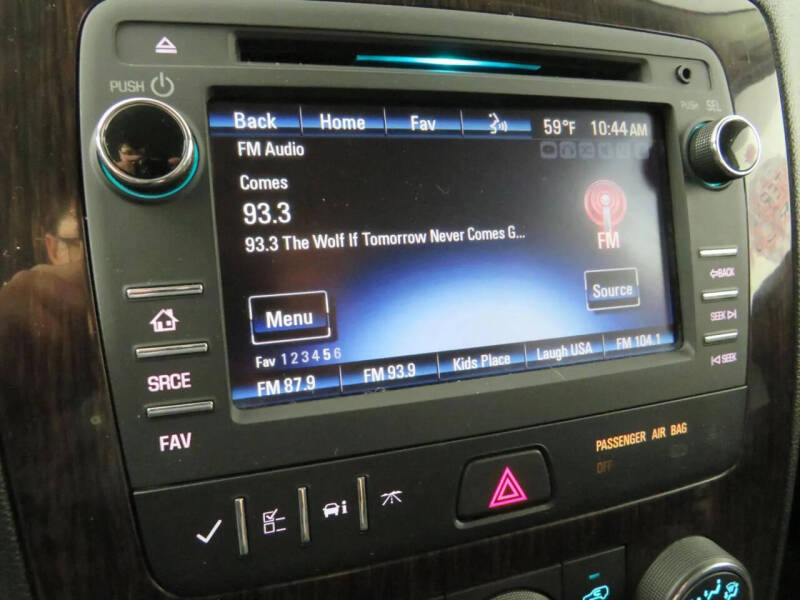 PUSH
PUSH SEL
Back Home Fav 59°F 10:44 AM
FM Audio
Comes
93.3
93.3 The Wolf If Tomorrow Never Comes G...
FM
Menu
Source
Fav 1 2 3 4 5 6
FM 87.9 FM 93.9 Kids Place Laugh USA FM 104.1
BACK
SEEK
SEEK
SRCE
FAV
PASSENGER AIR BAG
OFF